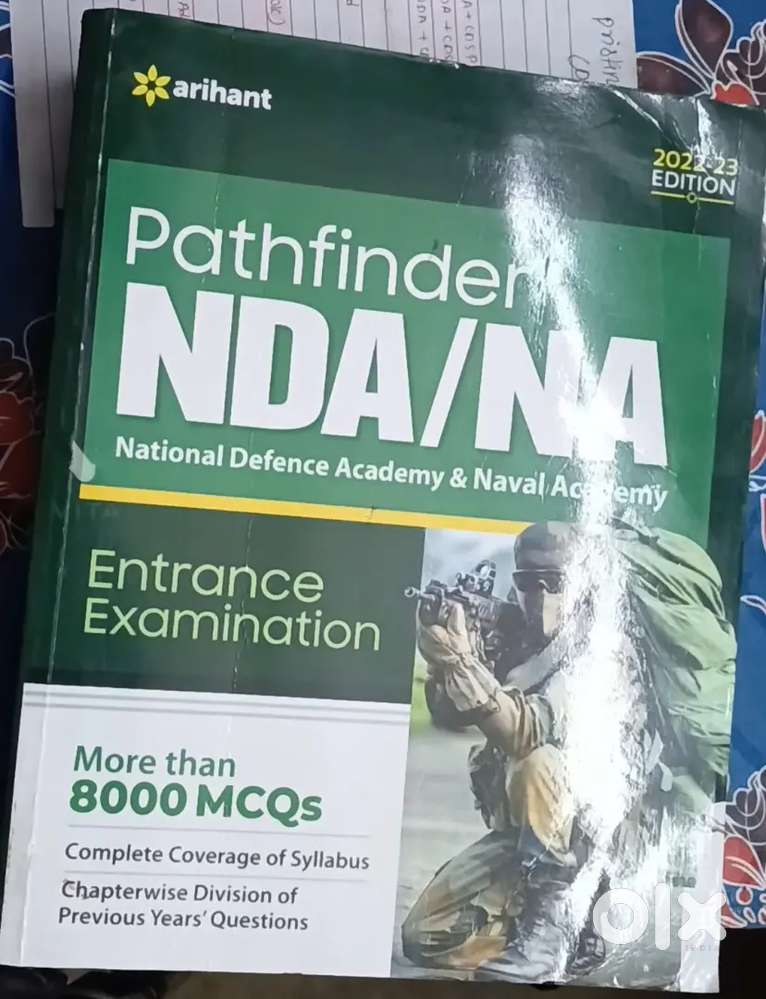 arihant
2022-23
EDITION
Pathfinder
NDA/NA
National Defence Academy & Naval Academy
Entrance
Examination
More than
8000 MCQs
Complete Coverage of Syllabus
Chapterwise Division of
Previous Years' Questions
olx